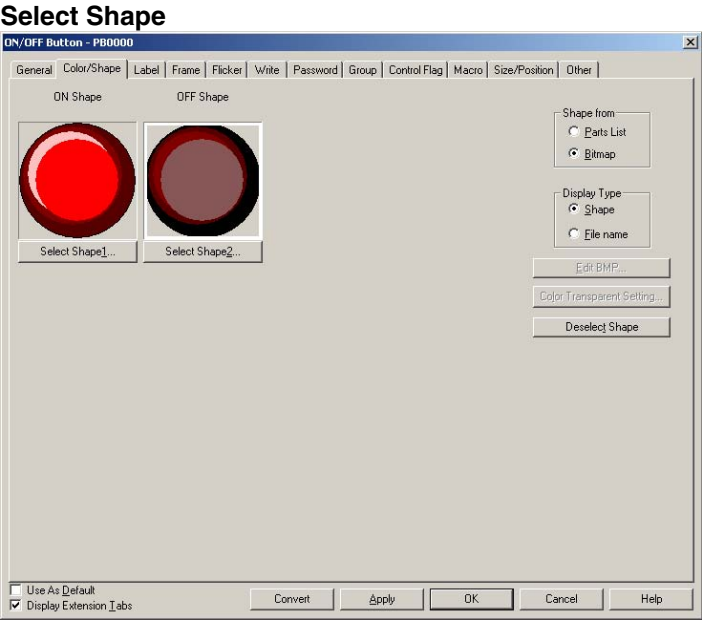 Select Shape
ON/OFF Button - PB0000
General Color/Shape Label Frame Flicker Write Password Group Control Flag Macro Size/Position Other
ON Shape OFF Shape
Shape from
Parts List
Bitmap
Display Type
Shape
File name
Select Shape1... Select Shape2...
Edit BMP...
Color Transparent Setting...
Deselect Shape
Use As Default
Display Extension Tabs
Convert Apply OK Cancel Help